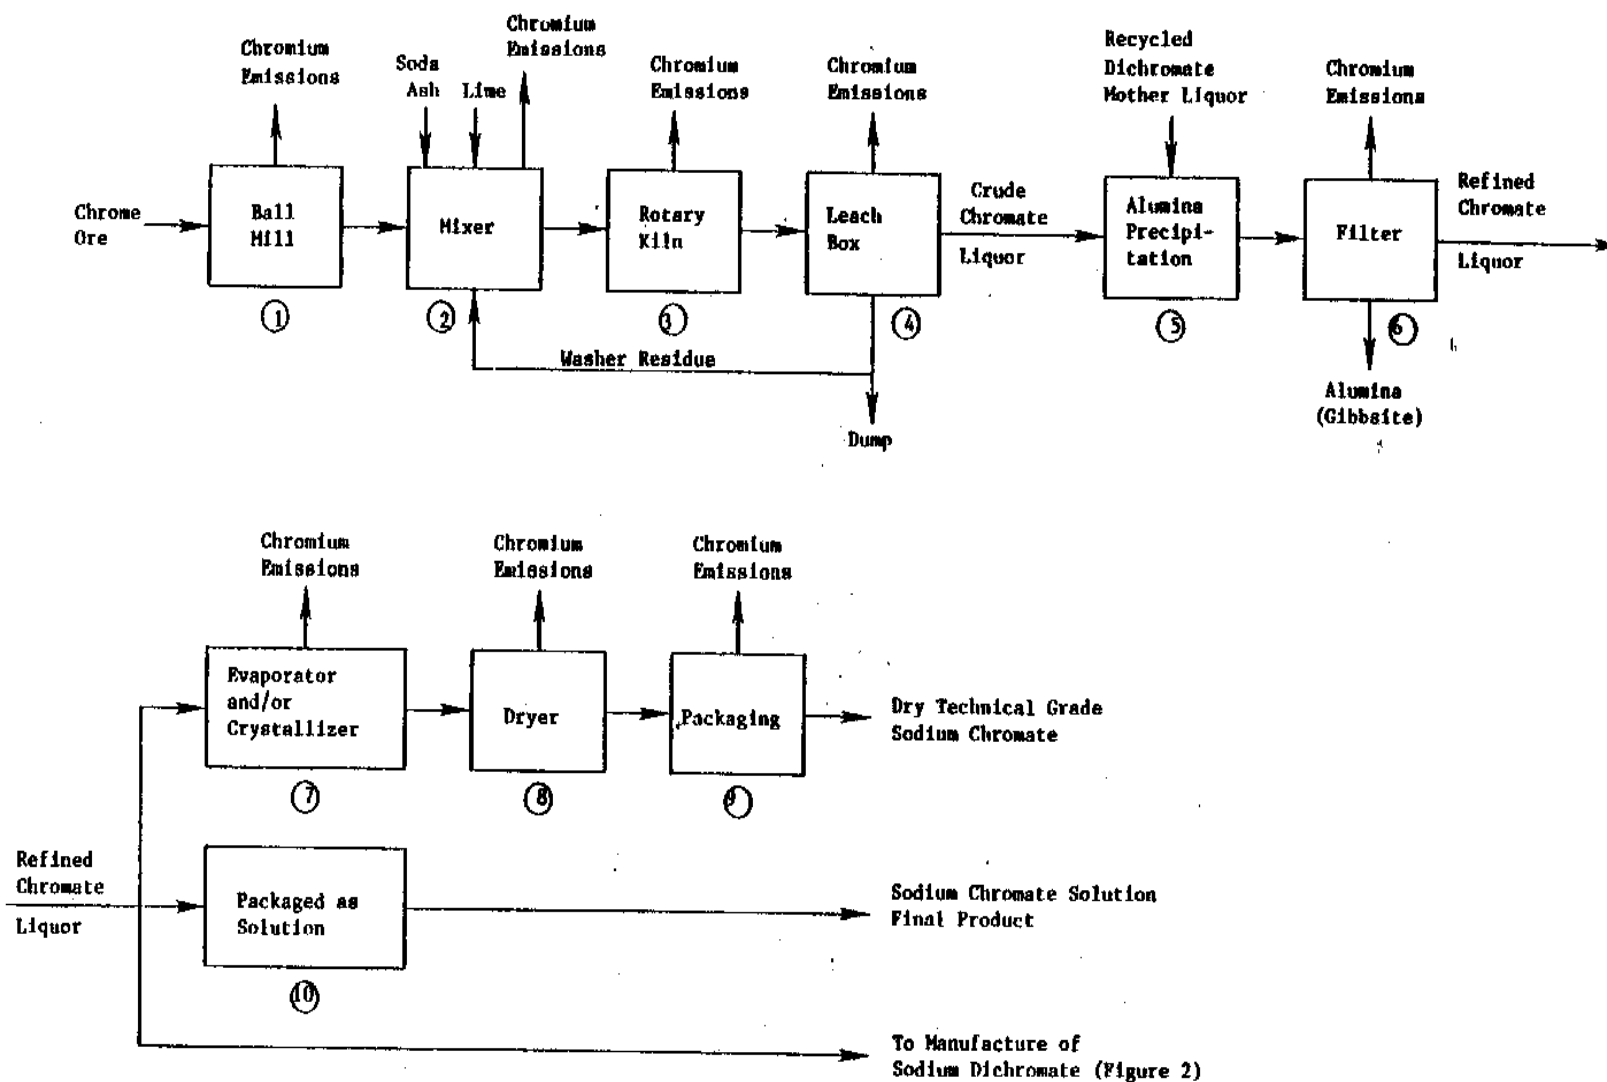 Chromium
Emissions
Soda
Ash
Lime
Chromium
Emissions
Chromium
Emissions
Chromium
Emissions
Recycled
Dichromate
Mother Liquor
Chromium
Emissions
Chrome
Ore
Ball
Mill
Mixer
Rotary
Kiln
Leach
Box
Crude
Chromate
Liquor
Alumina
Precipi-
tation
Filter
Refined
Chromate
Liquor
1
2
3
4
5
6
Washer Residue
Dump
Alumina
(Gibbsite)
Chromium
Emissions
Chromium
Emissions
Chromium
Emissions
Evaporator
and/or
Crystallizer
Dryer
Packaging
Dry Technical Grade
Sodium Chromate
7
8
9
Refined
Chromate
Liquor
Packaged as
Solution
Sodium Chromate Solution
Final Product
10
To Manufacture of
Sodium Dichromate (Figure 2)